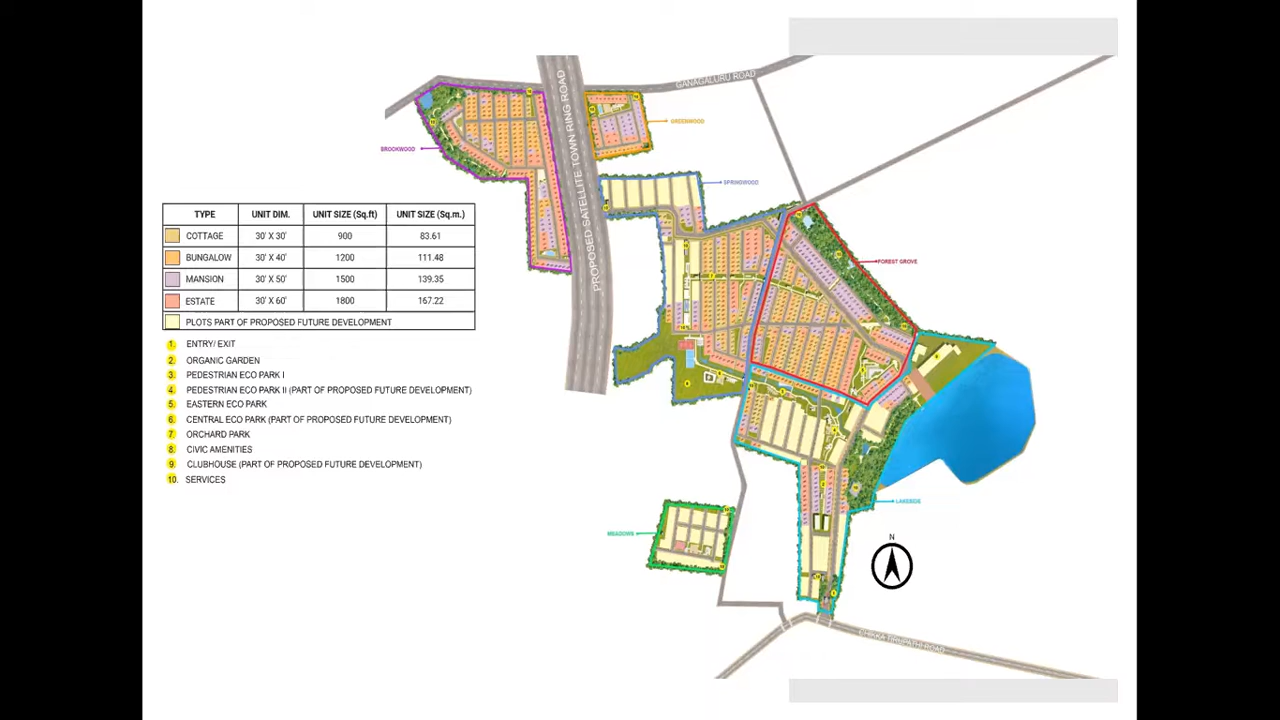 GANAGALURU ROAD
PROPOSED SATELLITE TOWN RING ROAD
GREENWOOD
BROOKWOOD
SPRINGWOOD
TYPE UNIT DIM. UNIT SIZE (Sq.ft) UNIT SIZE (Sq.m.)
COTTAGE 30' X 30' 900 83.61
BUNGALOW 30' X 40' 1200 111.48
MANSION 30' X 50' 1500 139.35
ESTATE 30' X 60' 1800 167.22
PLOTS PART OF PROPOSED FUTURE DEVELOPMENT
FOREST GROVE
1. ENTRY/ EXIT
2. ORGANIC GARDEN
3. PEDESTRIAN ECO PARK I
4. PEDESTRIAN ECO PARK II (PART OF PROPOSED FUTURE DEVELOPMENT)
5. EASTERN ECO PARK
6. CENTRAL ECO PARK (PART OF PROPOSED FUTURE DEVELOPMENT)
7. ORCHARD PARK
8. CIVIC AMENITIES
9. CLUBHOUSE (PART OF PROPOSED FUTURE DEVELOPMENT)
10. SERVICES
LAKESIDE
MEADOWS
N
CHIKKA TIRUPATHI ROAD